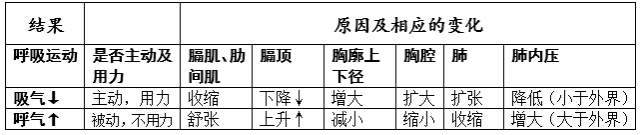 结果 原因及相应的变化
呼吸运动 是否主动及用力 膈肌、肋间肌 膈顶 胸廓上下径 胸腔 肺 肺内压
吸气↓ 主动，用力 收缩 下降↓ 增大 扩大 扩张 降低（小于外界）
呼气↑ 被动，不用力 舒张 上升↑ 减小 缩小 收缩 增大（大于外界）